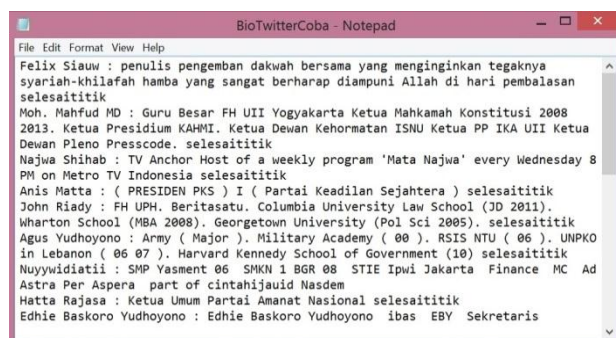 BioTwitterCoba - Notepad
File Edit Format View Help
Felix Siauw : penulis pengemban dakwah bersama yang menginginkan tegaknya
syariah-khilafah hamba yang sangat berharap diampuni Allah di hari pembalasan
selesaititik
Moh. Mahfud MD : Guru Besar FH UII Yogyakarta Ketua Mahkamah Konstitusi 2008
2013. Ketua Presidium KAHMI. Ketua Dewan Kehormatan ISNU Ketua PP IKA UII Ketua
Dewan Pleno Presscode. selesaititik
Najwa Shihab : TV Anchor Host of a weekly program 'Mata Najwa' every Wednesday 8
PM on Metro TV Indonesia selesaititik
Anis Matta : ( PRESIDEN PKS ) I ( Partai Keadilan Sejahtera ) selesaititik
John Riady : FH UPH. Beritasatu. Columbia University Law School (JD 2011).
Wharton School (MBA 2008). Georgetown University (Pol Sci 2005). selesaititik
Agus Yudhoyono : Army ( Major ). Military Academy ( 00 ). RSIS NTU ( 06 ). UNPKO
in Lebanon ( 06 07 ). Harvard Kennedy School of Government (10) selesaititik
Nuyywidiatii : SMP Yasment 06 SMKN 1 BGR 08 STIE Ipwi Jakarta Finance MC Ad
Astra Per Aspera part of cintahijauid Nasdem
Hatta Rajasa : Ketua Umum Partai Amanat Nasional selesaititik
Edhie Baskoro Yudhoyono : Edhie Baskoro Yudhoyono ibas EBY Sekretaris